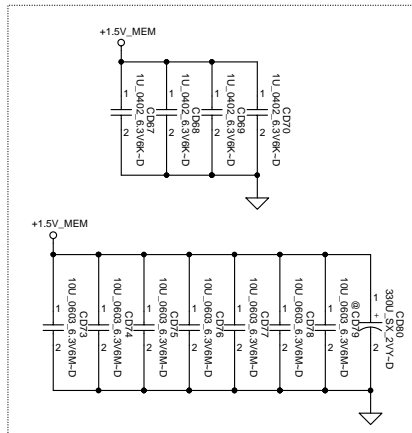 +1.5V_MEM
1
2
CD67
1U_0402_6.3V6K~D
1
2
CD68
1U_0402_6.3V6K~D
1
2
CD69
1U_0402_6.3V6K~D
1
2
CD70
1U_0402_6.3V6K~D
+1.5V_MEM
1
2
CD73
10U_0603_6.3V6M~D
1
2
CD74
10U_0603_6.3V6M~D
1
2
CD75
10U_0603_6.3V6M~D
1
2
CD76
10U_0603_6.3V6M~D
1
2
CD77
10U_0603_6.3V6M~D
1
2
CD78
10U_0603_6.3V6M~D
1
2
@CD79
10U_0603_6.3V6M~D
1
+
2
CD80
330U_SX_2VY~D